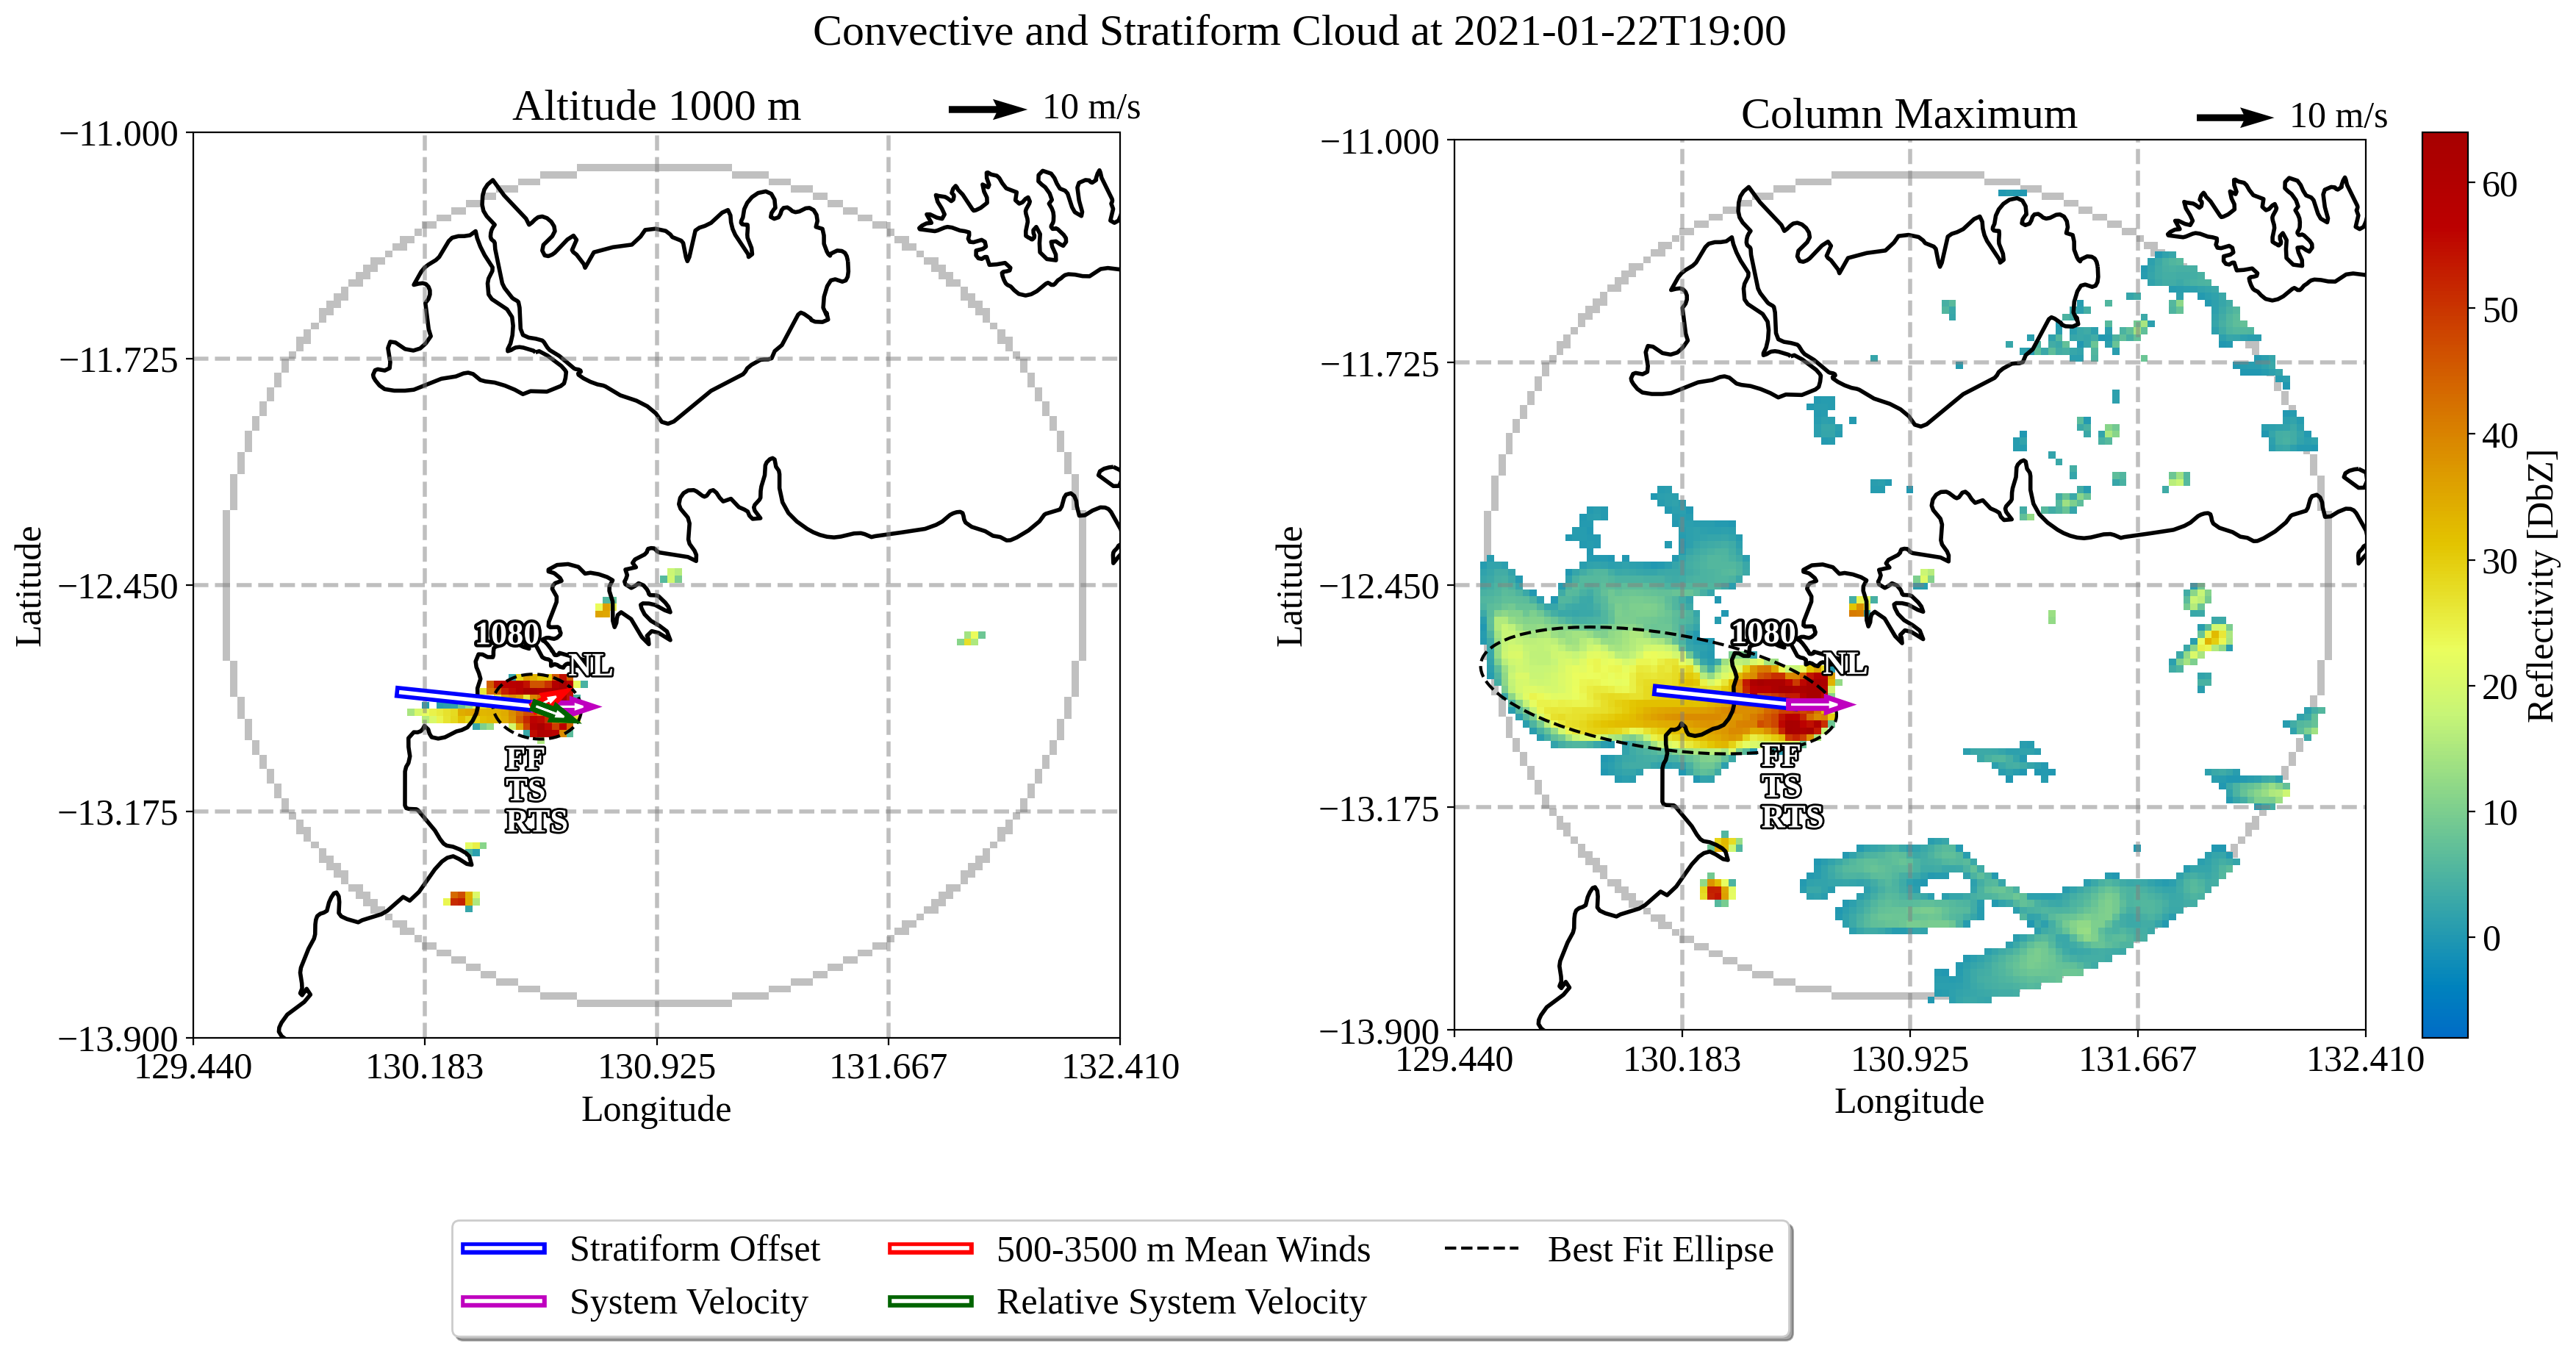 Convective and Stratiform Cloud at 2021-01-22T19:00
Altitude 1000 m
10 m/s
−11.000
−11.725
−12.450
−13.175
−13.900
Latitude
129.440
130.183
130.925
131.667
132.410
Longitude
1080
NL
FF
TS
RTS
Column Maximum
10 m/s
−11.000
−11.725
−12.450
−13.175
−13.900
Latitude
129.440
130.183
130.925
131.667
132.410
Longitude
1080
NL
FF
TS
RTS
60
50
40
30
20
10
0
Reflectivity [DbZ]
Stratiform Offset
System Velocity
500-3500 m Mean Winds
Relative System Velocity
Best Fit Ellipse